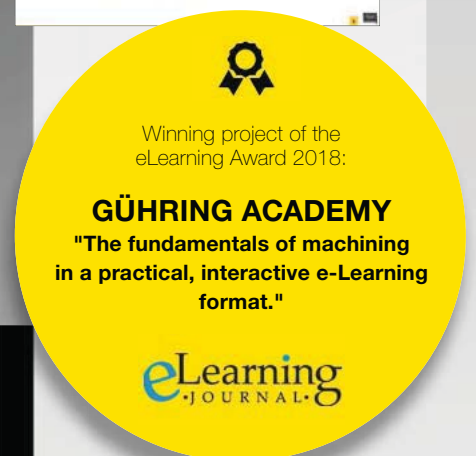 Winning project of the
eLearning Award 2018:
GÜHRING ACADEMY
"The fundamentals of machining
in a practical, interactive e-Learning
format."
eLearning
·JOURNAL·